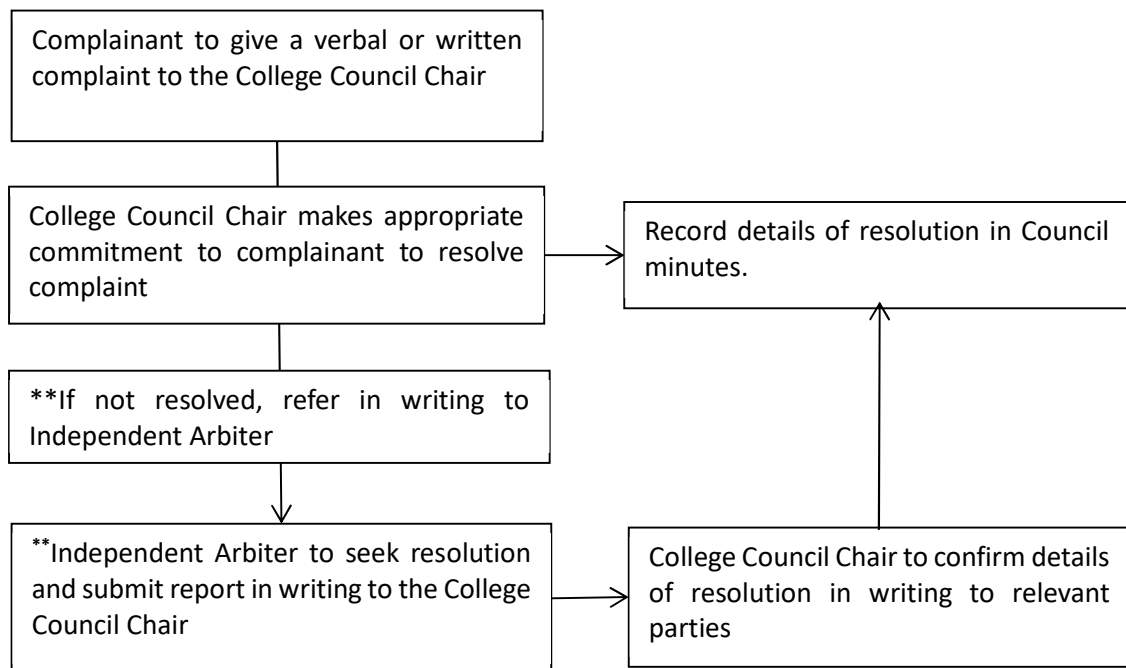 Complainant to give a verbal or written
complaint to the College Council Chair
College Council Chair makes appropriate
commitment to complainant to resolve
complaint
Record details of resolution in Council
minutes.
**If not resolved, refer in writing to
Independent Arbiter
**Independent Arbiter to seek resolution
and submit report in writing to the College
Council Chair
College Council Chair to confirm details
of resolution in writing to relevant
parties